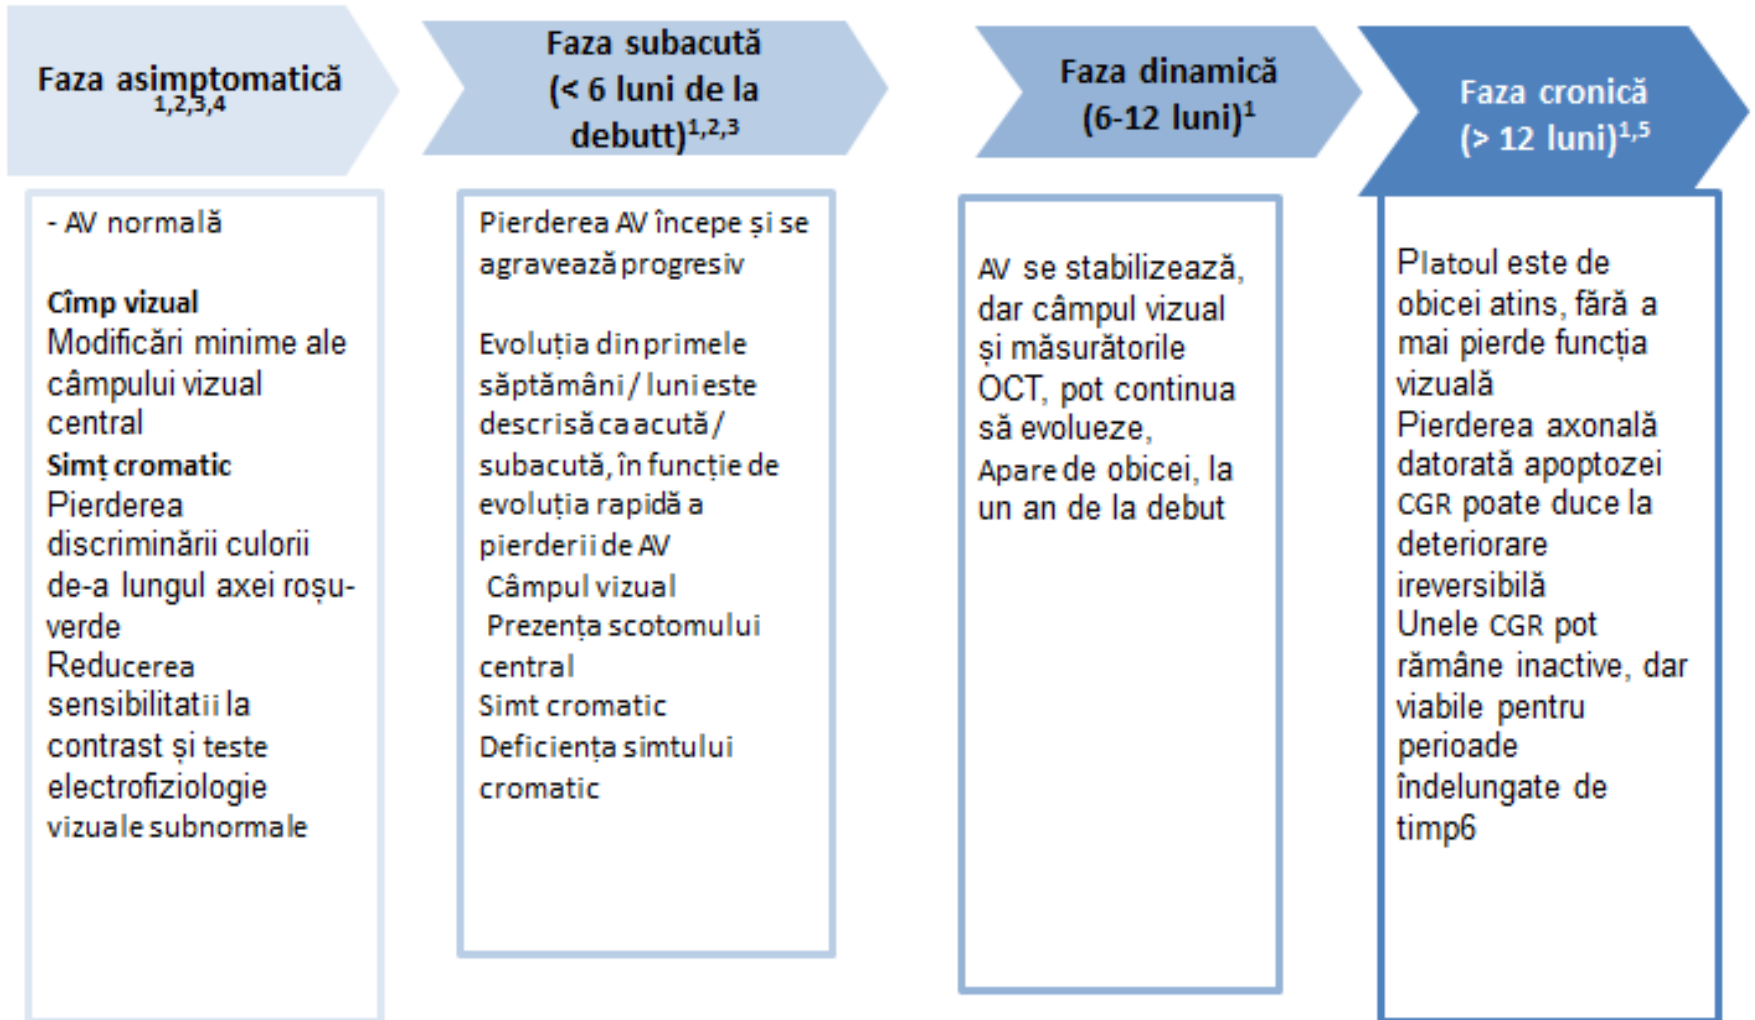 Faza asimptomatică
1,2,3,4
- AV normală
Cîmp vizual
Modificări minime ale
câmpului vizual
central
Simț cromatic
Pierderea
discriminării culorii
de-a lungul axei roșu-
verde
Reducerea
sensibilitatii la
contrast și teste
electrofiziologie
vizuale subnormale
Faza subacută
(< 6 luni de la
debutt)1,2,3
Pierderea AV începe și se
agravează progresiv
Evoluția din primele
săptămâni / luni este
descrisă ca acută /
subacută, în funcție de
evoluția rapidă a
pierderii de AV
Câmpul vizual
Prezența scotomului
central
Simt cromatic
Deficiența simtului
cromatic
Faza dinamică
(6-12 luni)1
AV se stabilizează,
dar câmpul vizual
și măsurătorile
OCT, pot continua
să evolueze,
Apare de obicei, la
un an de la debut
Faza cronică
(> 12 luni)1,5
Platoul este de
obicei atins, fără a
mai pierde funcția
vizuală
Pierderea axonală
datorată apoptozei
CGR poate duce la
deteriorare
ireversibilă
Unele CGR pot
rămâne inactive, dar
viabile pentru
perioade
îndelungate de
timp6